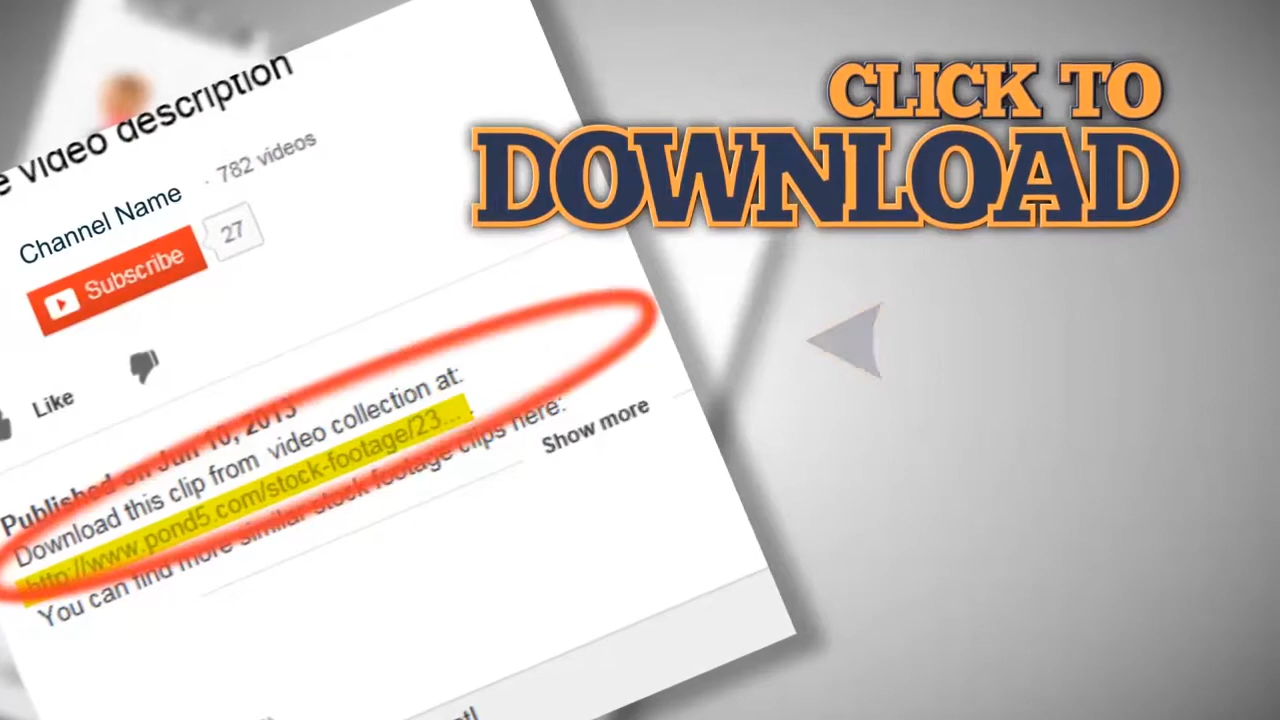 CLICK TO
DOWNLOAD
e video description
Channel Name · 782 videos
Subscribe 27
Like
Published on Jun 10, 2013
Download this clip from video collection at:
http://www.pond5.com/stock-footage/23...
You can find more similar stock footage clips here:
Show more